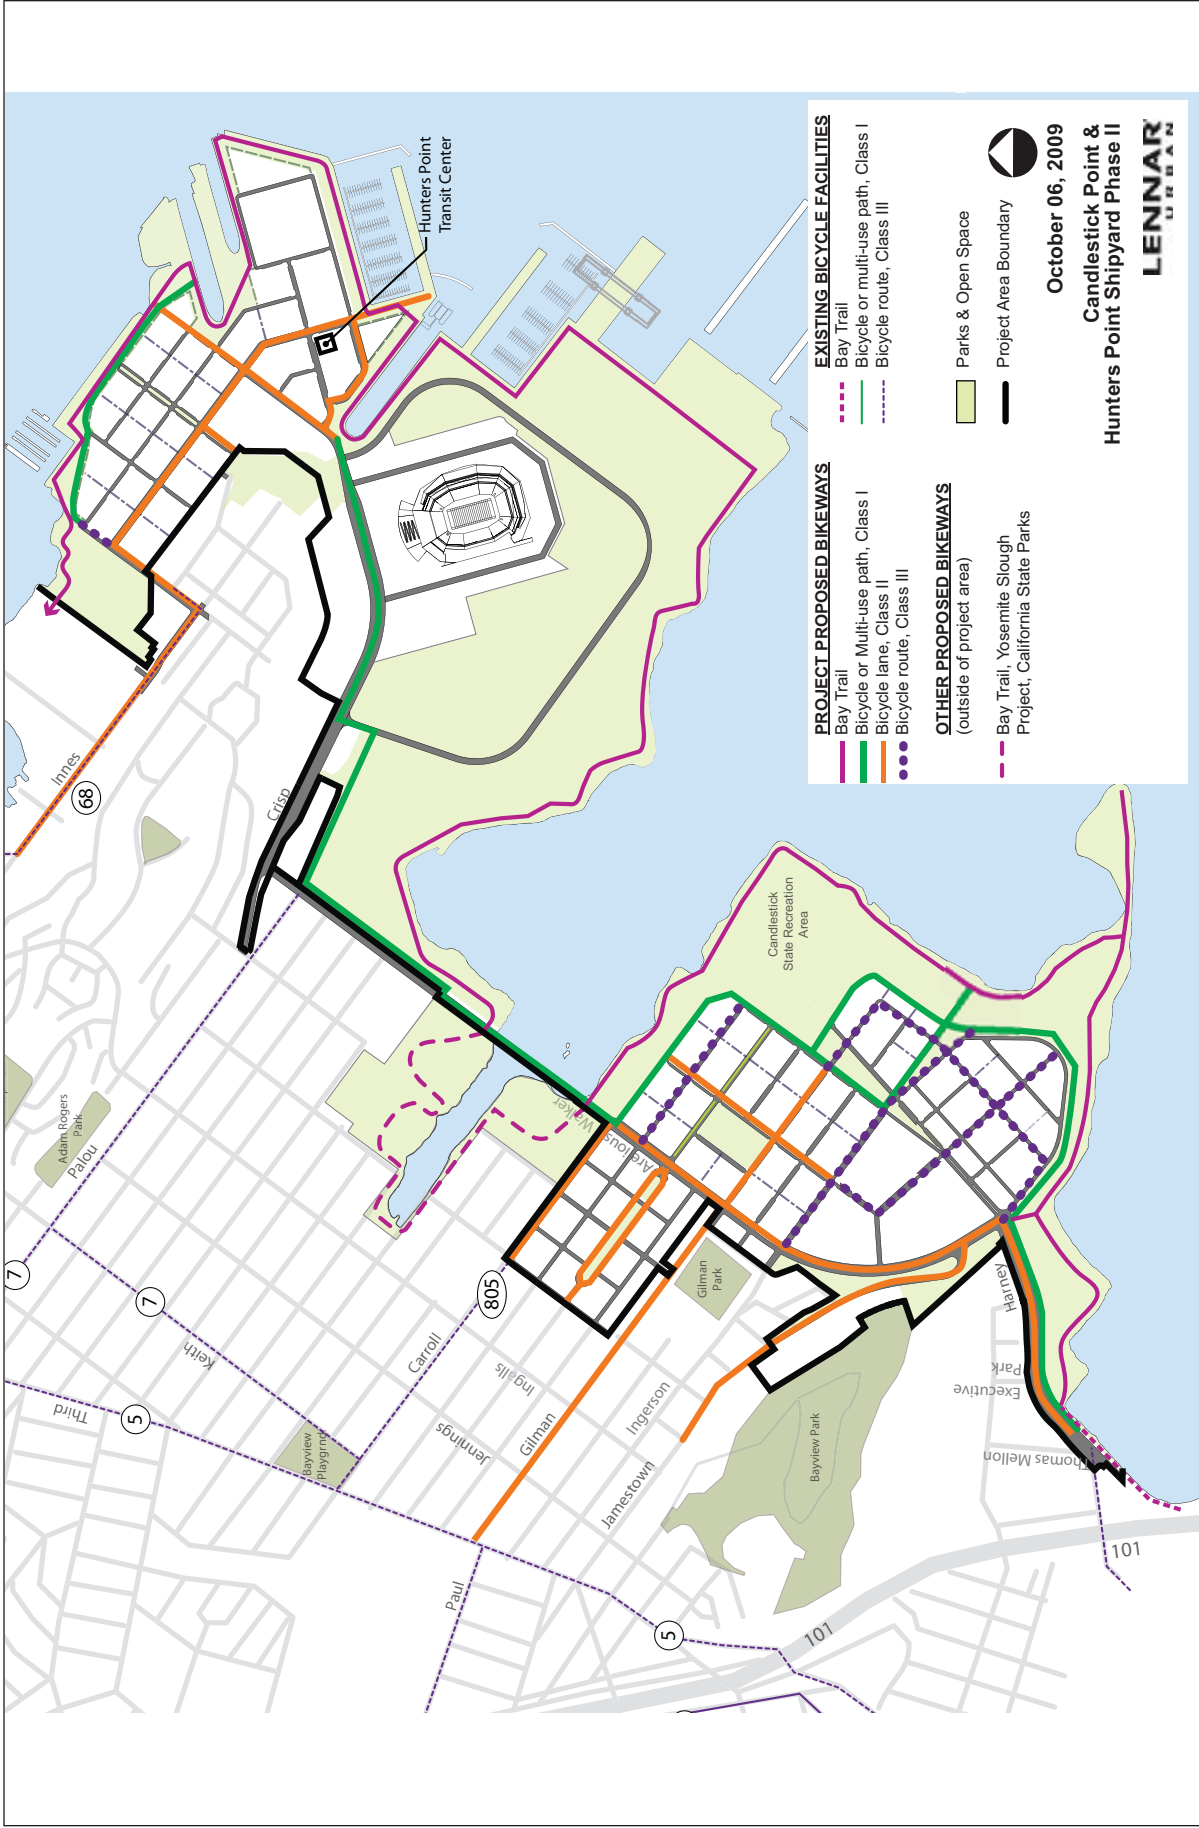 Hunters Point
Transit Center
Innes
68
Crisp
Adam Rogers
Park
Palou
7
7
Keith
Third
5
Bayview
Playgrnd
Carroll
805
Ingalls
Jennings
Gilman
Ingerson
Jamestown
Paul
5
101
101
Arelious
Walker
Gilman
Park
Bayview Park
Harney
Executive
Park
Thomas Mellon
Candlestick
State Recreation
Area
PROJECT PROPOSED BIKEWAYS
Bay Trail
Bicycle or Multi-use path, Class I
Bicycle lane, Class II
Bicycle route, Class III
OTHER PROPOSED BIKEWAYS
(outside of project area)
Bay Trail, Yosemite Slough
Project, California State Parks
EXISTING BICYCLE FACILITIES
Bay Trail
Bicycle or multi-use path, Class I
Bicycle route, Class III
Parks & Open Space
Project Area Boundary
October 06, 2009
Candlestick Point &
Hunters Point Shipyard Phase II
LENNAR
URBAN